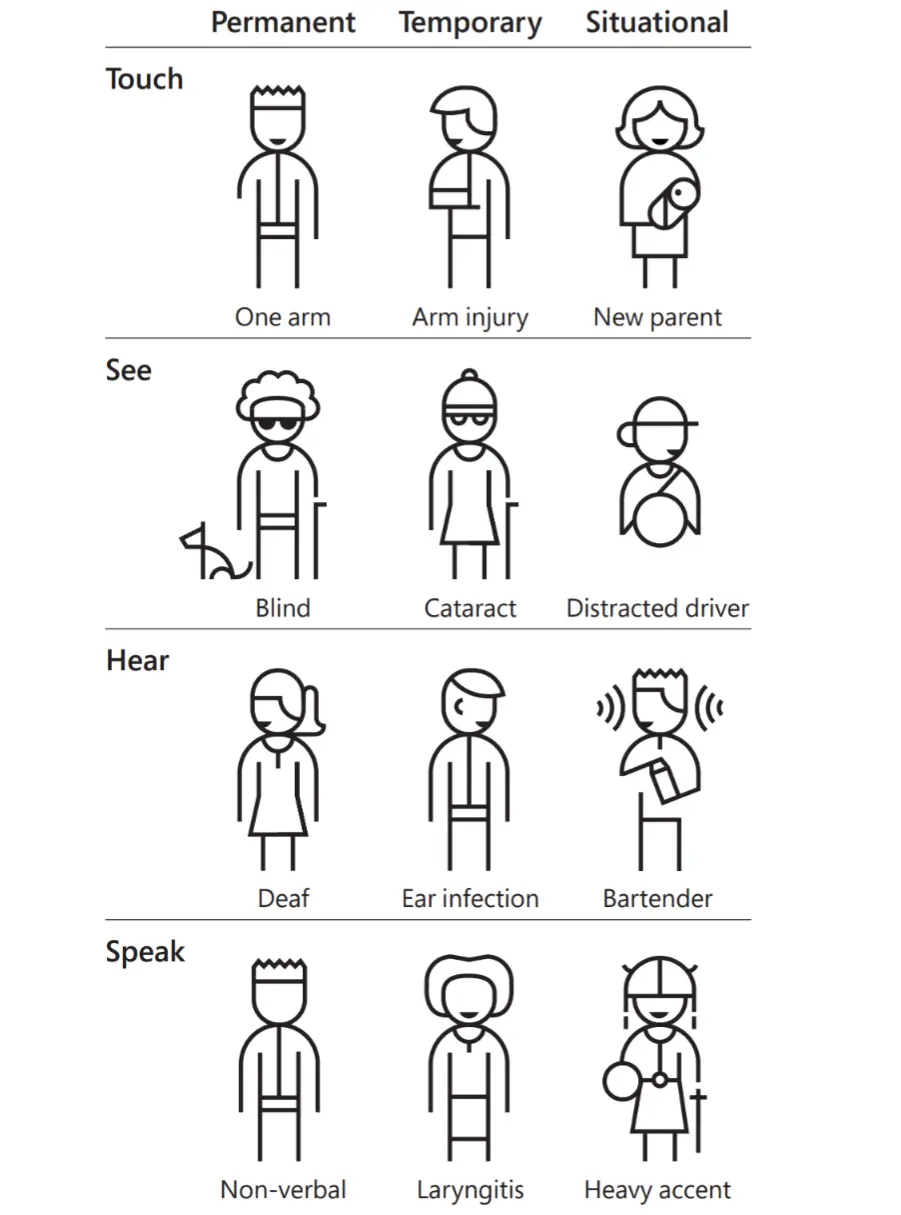 Permanent Temporary Situational
Touch
One arm Arm injury New parent
See
Blind Cataract Distracted driver
Hear
Deaf Ear infection Bartender
Speak
Non-verbal Laryngitis Heavy accent